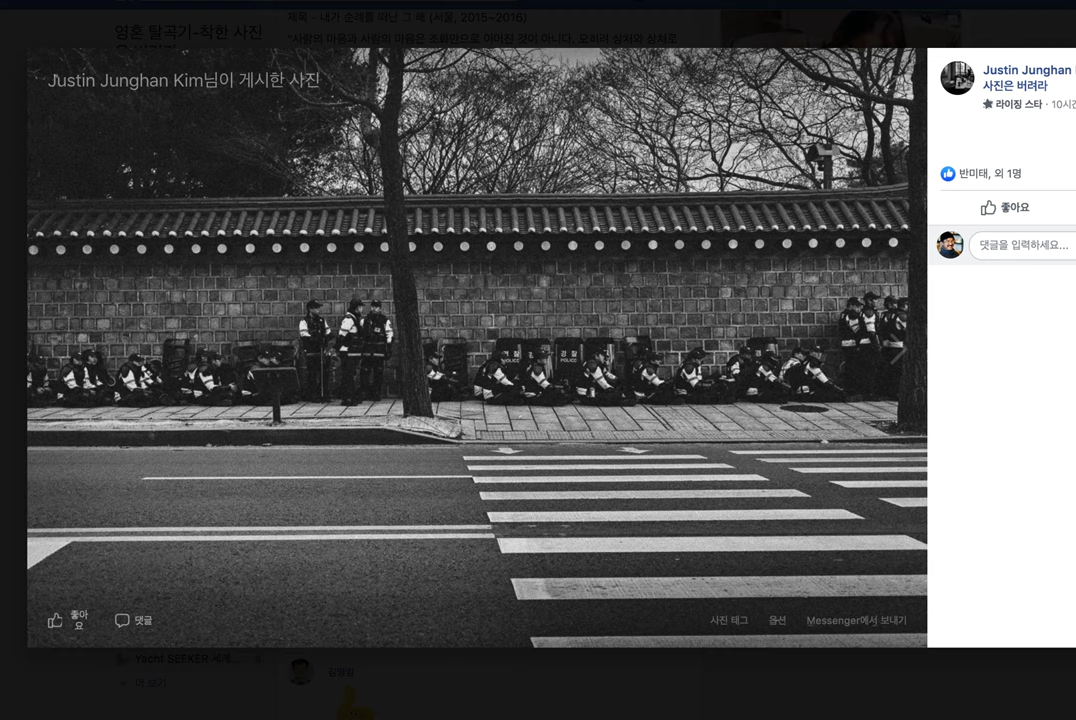 영혼 탈곡기-착한 사진
제목 - 내가 순례를 떠난 그 해 (서울, 2015~2016)
"사람의 마음과 사람의 마음은 조화만으로 이어진 것이 아니다. 오히려 상처와 상처로
Justin Junghan Kim님이 게시한 사진
경찰
POLICE
경찰
POLICE
좋아
요
댓글
사진 태그
옵션
Messenger에서 보내기
Justin Junghan
사진은 버려라
라이징 스타 · 10시간
반미태, 외 1명
좋아요
댓글을 입력하세요...
Yacht SEEKER
더 보기